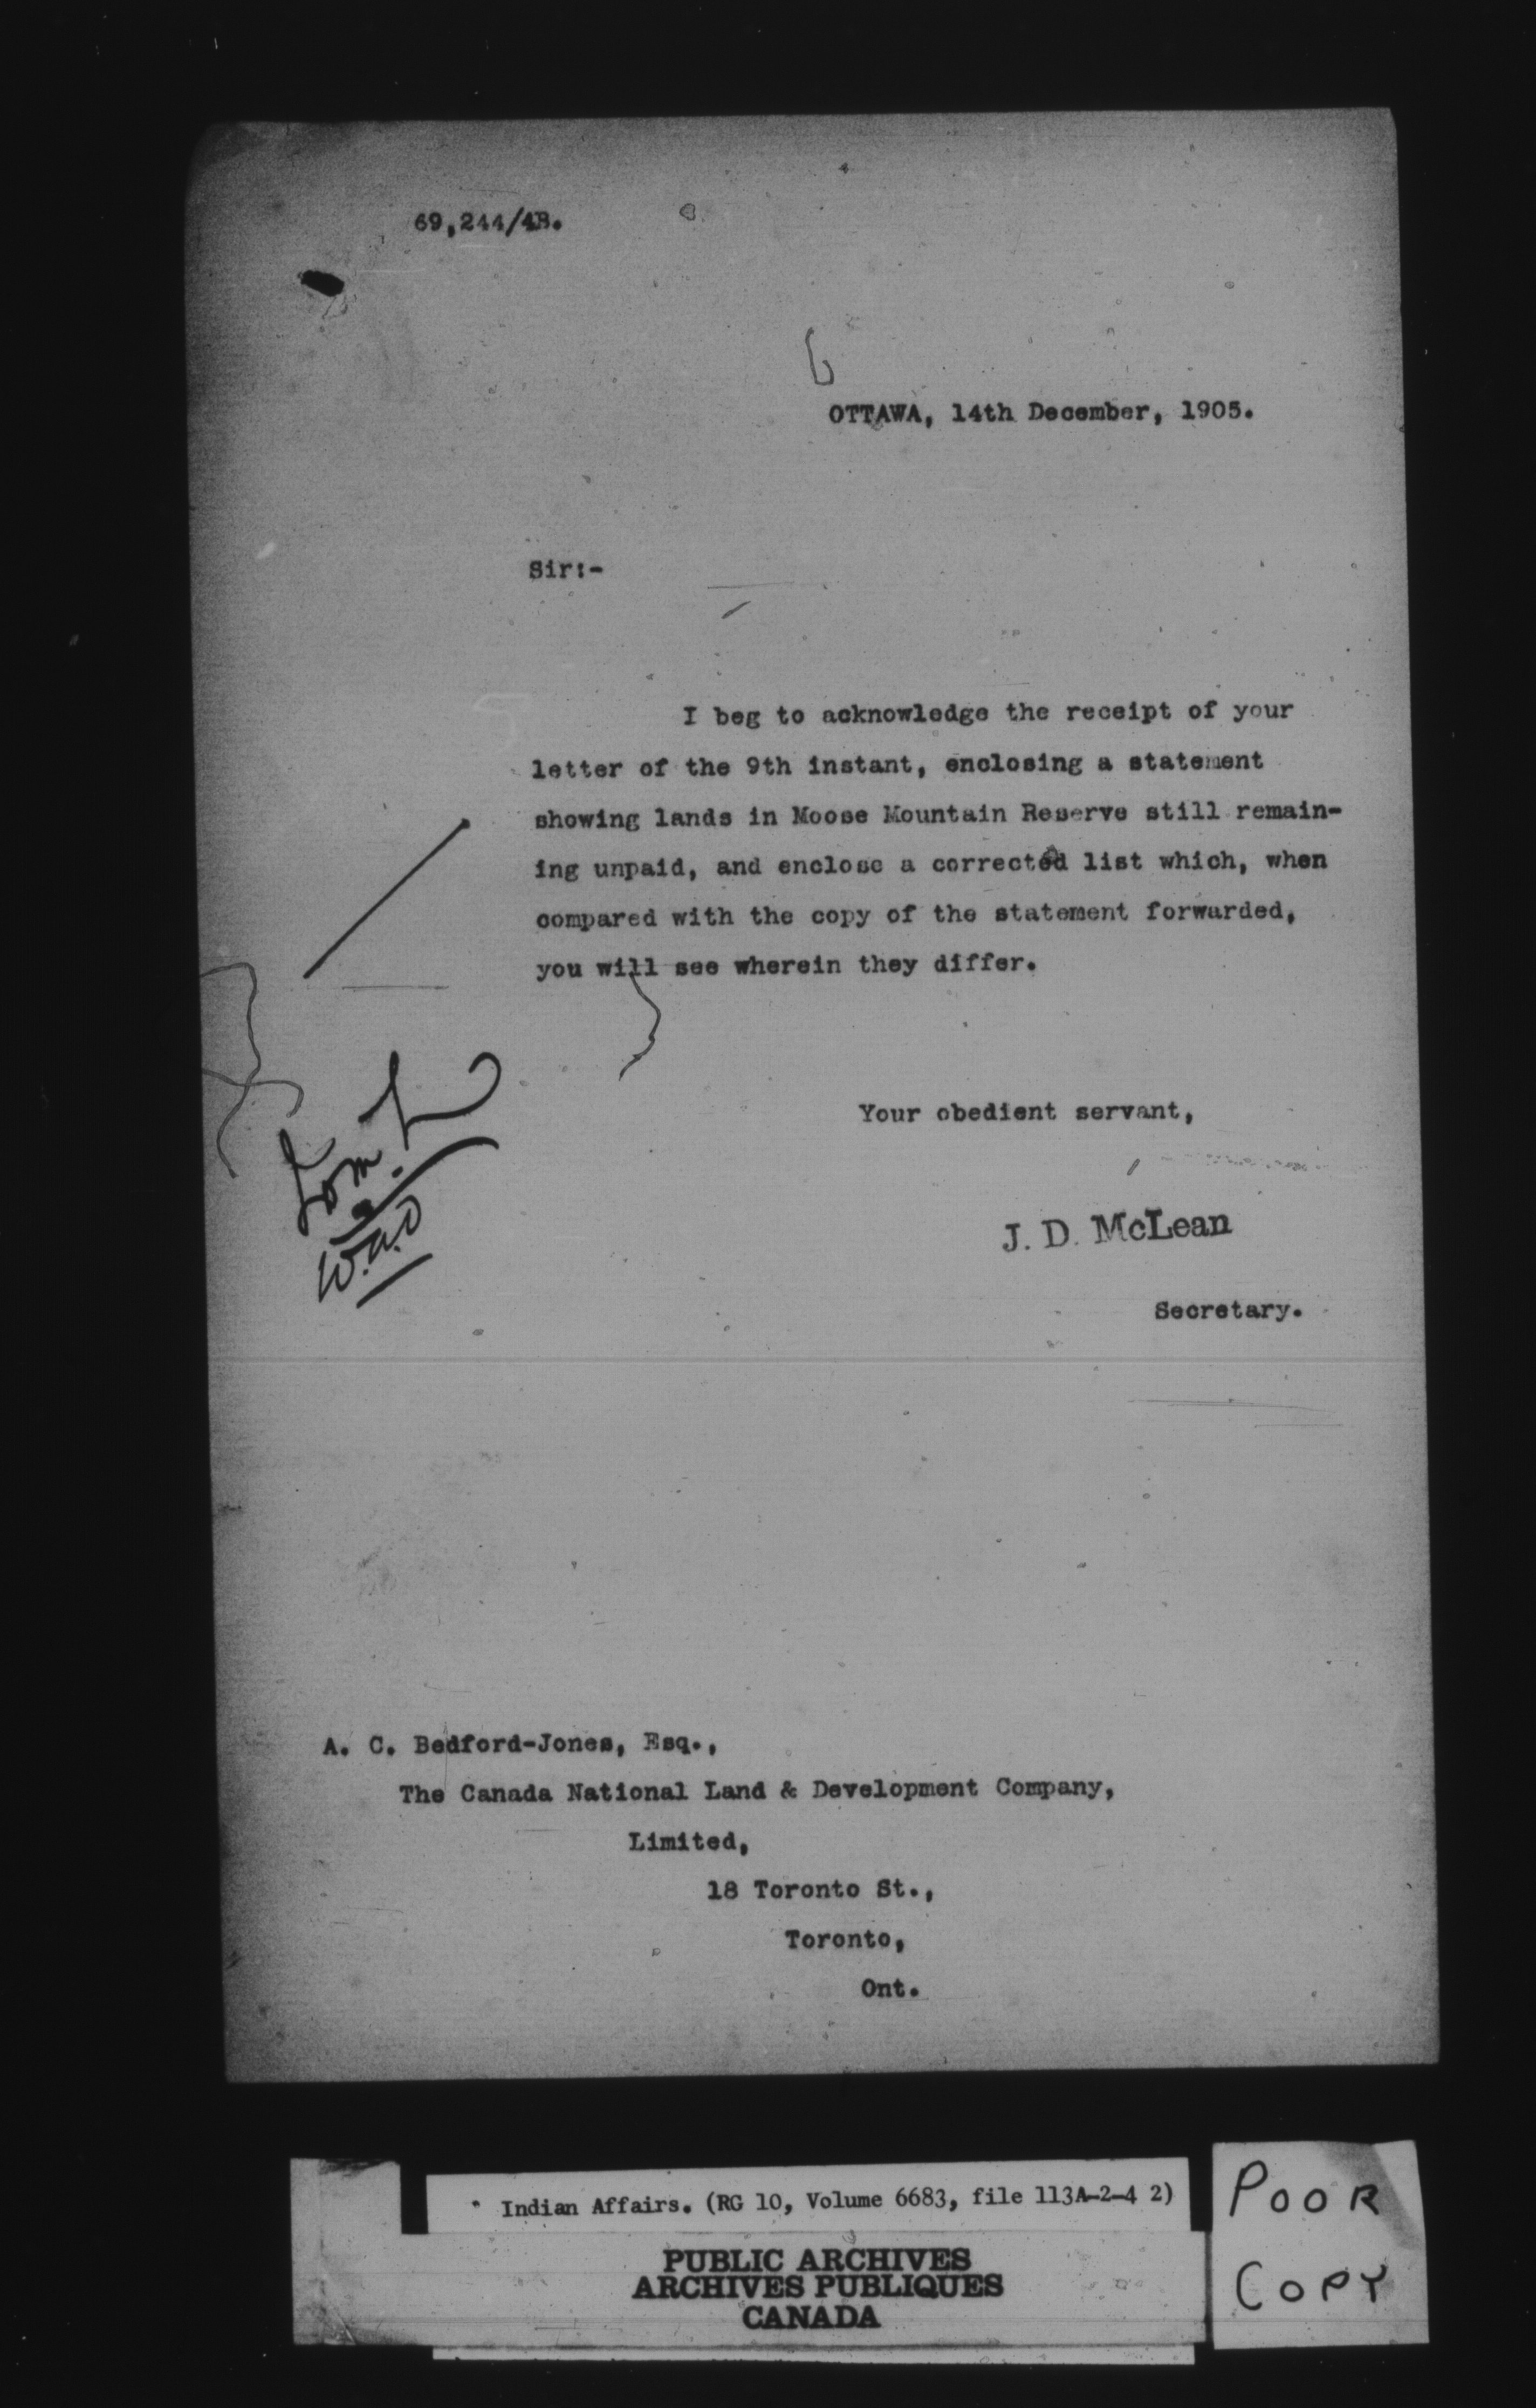 69,244/4B.
OTTAWA, 14th December, 1905.
Sir:-
I beg to acknowledge the receipt of your
letter of the 9th instant, enclosing a statement
showing lands in Moose Mountain Reserve still remain-
ing unpaid, and enclose a corrected list which, when
compared with the copy of the statement forwarded,
you will see wherein they differ.
Your obedient servant,
J. D. McLean
Secretary.
A. C. Bedford-Jones, Esq.,
The Canada National Land & Development Company,
Limited,
18 Toronto St.,
Toronto,
Ont.
Indian Affairs. (RG 10, Volume 6683, file 113A-2-4 2)
PUBLIC ARCHIVES
ARCHIVES PUBLIQUES
CANADA
POOR
COPY